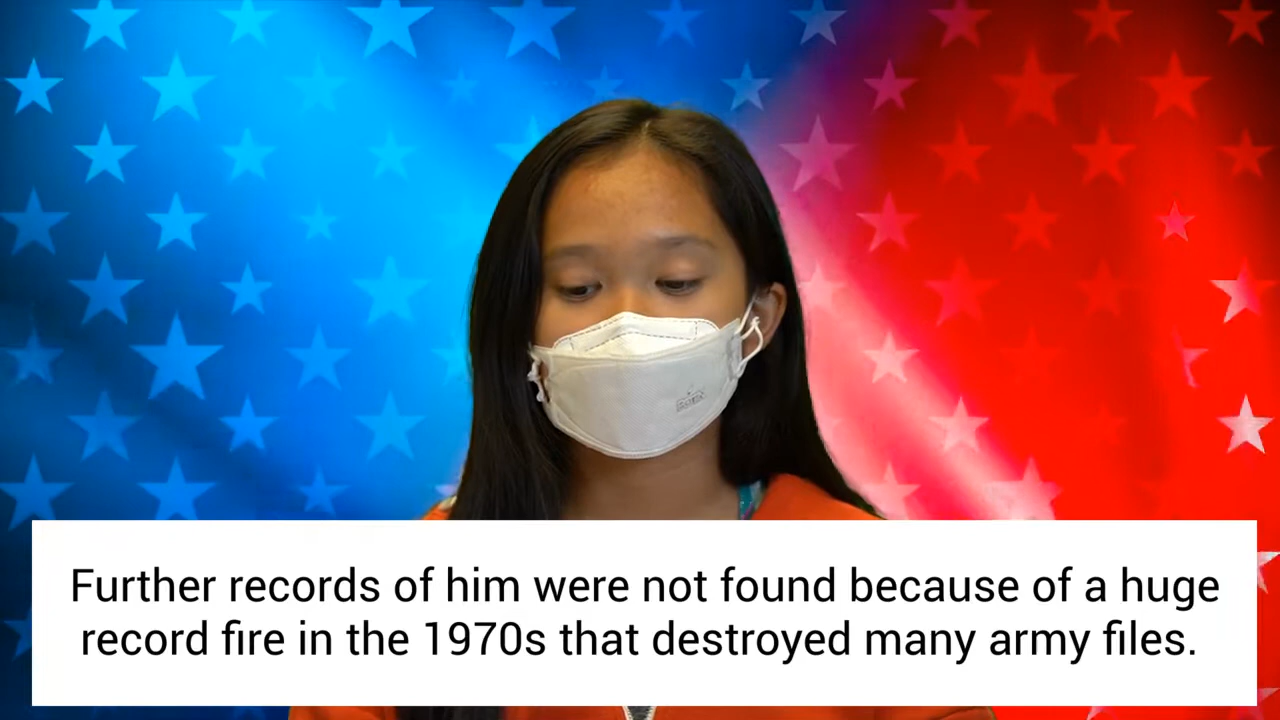 Further records of him were not found because of a huge
record fire in the 1970s that destroyed many army files.